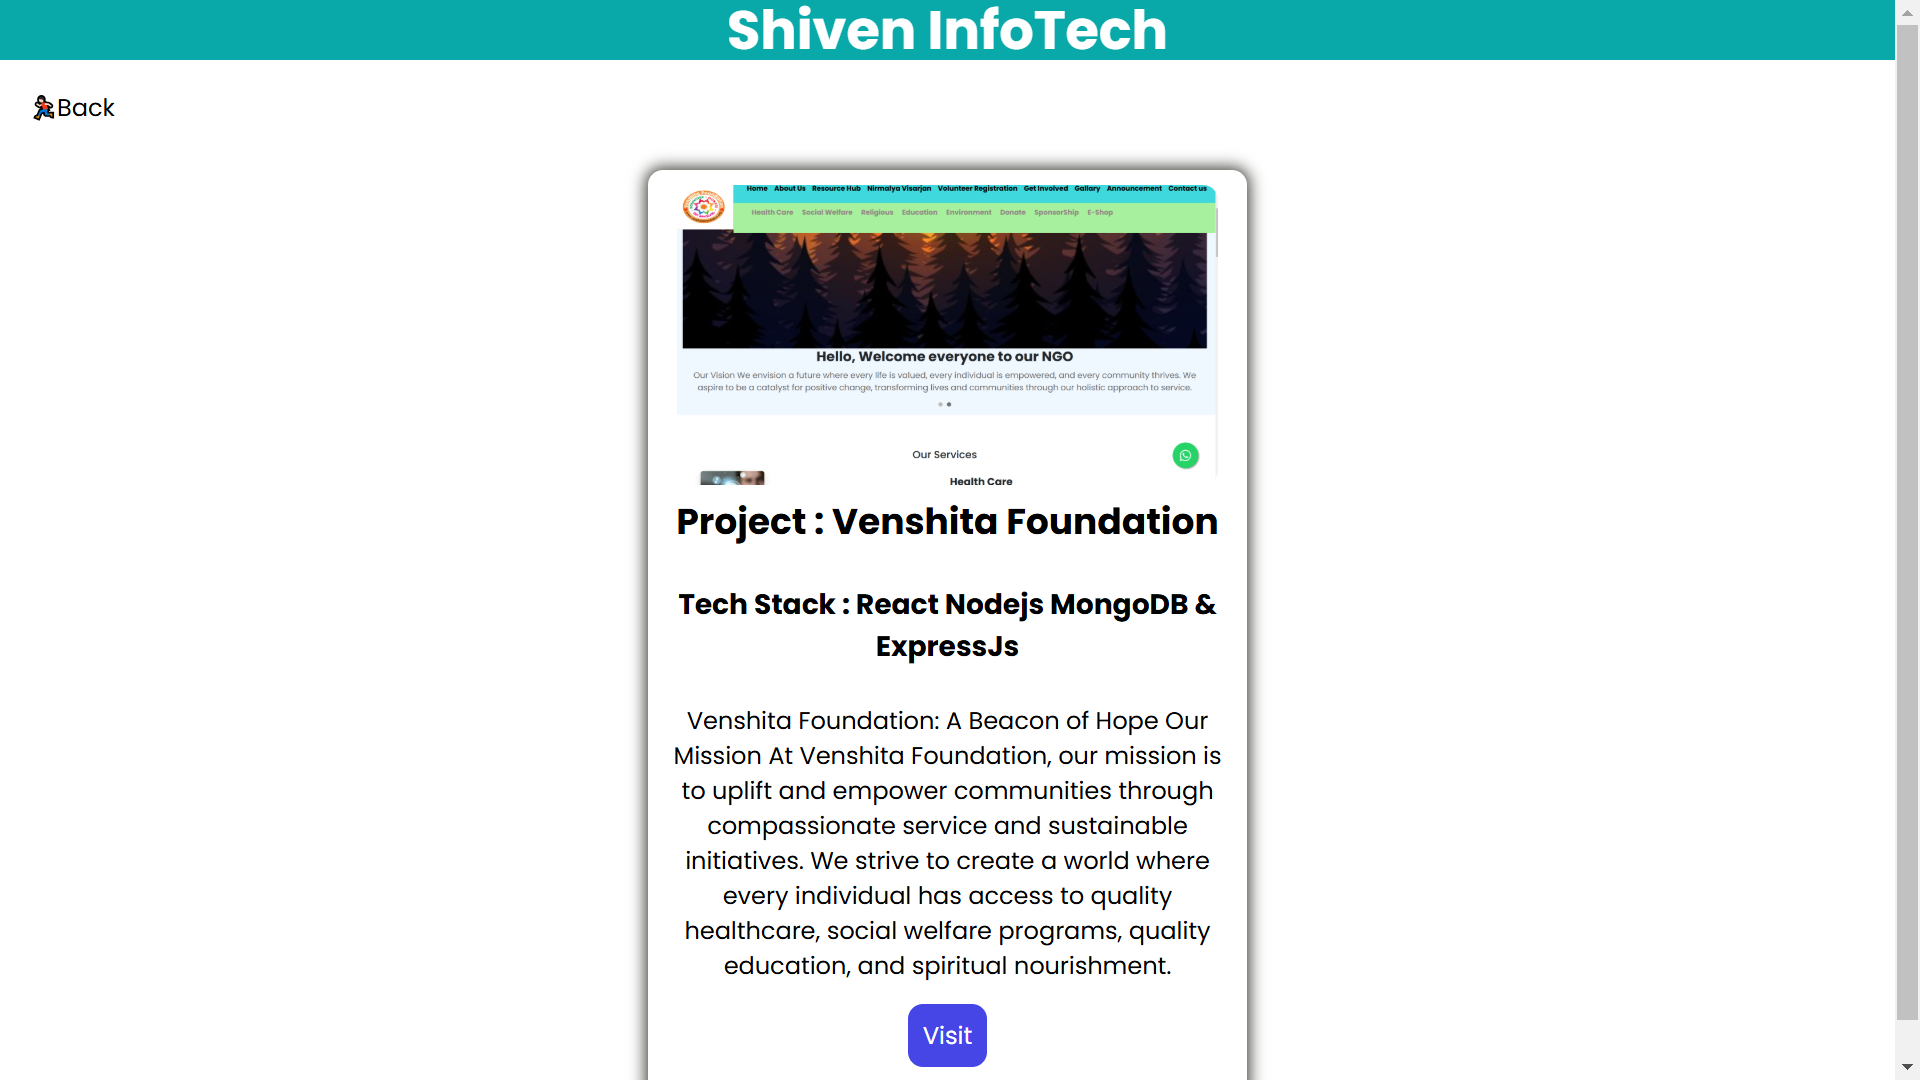 Shiven InfoTech
Back
Home About Us Resource Hub Nirmalya Visarjan Volunteer Registration Get Involved Gallary Announcement Contact us
Health Care Social Welfare Religious Education Environment Donate SponsorShip E-Shop
Hello, Welcome everyone to our NGO
Our Vision We envision a future where every life is valued, every individual is empowered, and every community thrives. We
aspire to be a catalyst for positive change, transforming lives and communities through our holistic approach to service.
Our Services
Health Care
Project : Venshita Foundation
Tech Stack : React Nodejs MongoDB &
ExpressJs
Venshita Foundation: A Beacon of Hope Our
Mission At Venshita Foundation, our mission is
to uplift and empower communities through
compassionate service and sustainable
initiatives. We strive to create a world where
every individual has access to quality
healthcare, social welfare programs, quality
education, and spiritual nourishment.
Visit